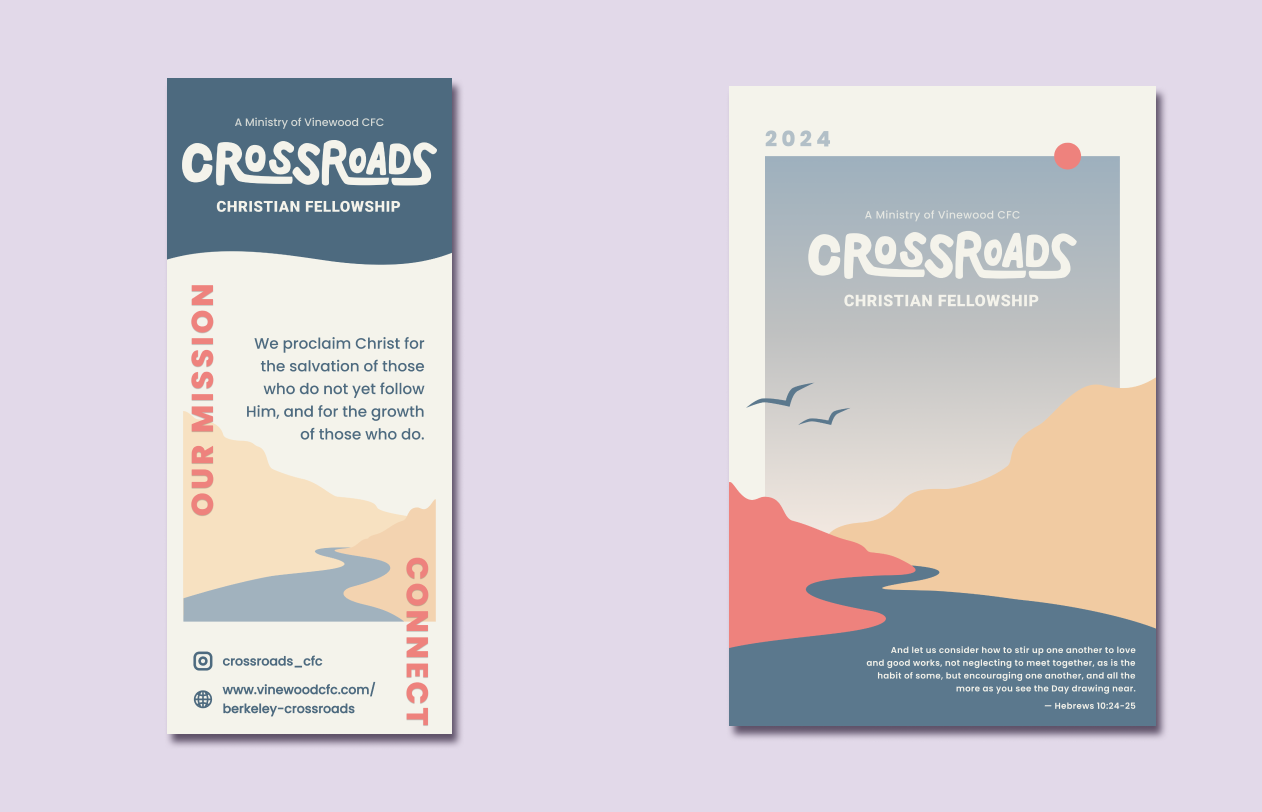 A Ministry of Vinewood CFC
CROSSROADS
CHRISTIAN FELLOWSHIP
OUR MISSION
We proclaim Christ for
the salvation of those
who do not yet follow
Him, and for the growth
of those who do.
CONNECT
crossroads_cfc
www.vinewoodcfc.com/
berkeley-crossroads
2024
A Ministry of Vinewood CFC
CROSSROADS
CHRISTIAN FELLOWSHIP
And let us consider how to stir up one another to love
and good works, not neglecting to meet together, as is the
habit of some, but encouraging one another, and all the
more as you see the Day drawing near.
— Hebrews 10:24-25